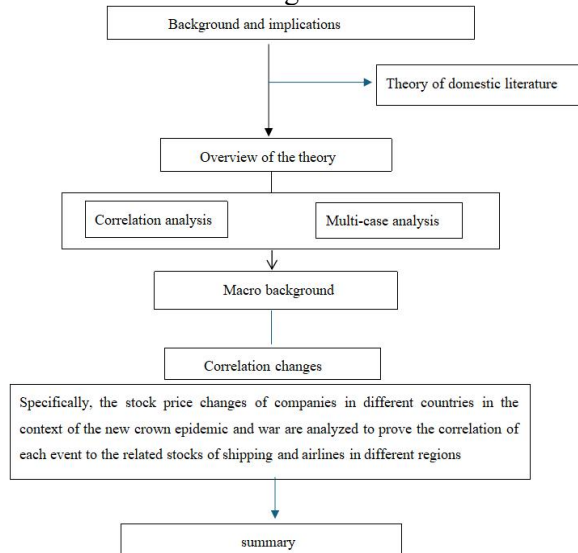 Background and implications
Theory of domestic literature
Overview of the theory
Correlation analysis
Multi-case analysis
Macro background
Correlation changes
Specifically, the stock price changes of companies in different countries in the
context of the new crown epidemic and war are analyzed to prove the correlation of
each event to the related stocks of shipping and airlines in different regions
summary